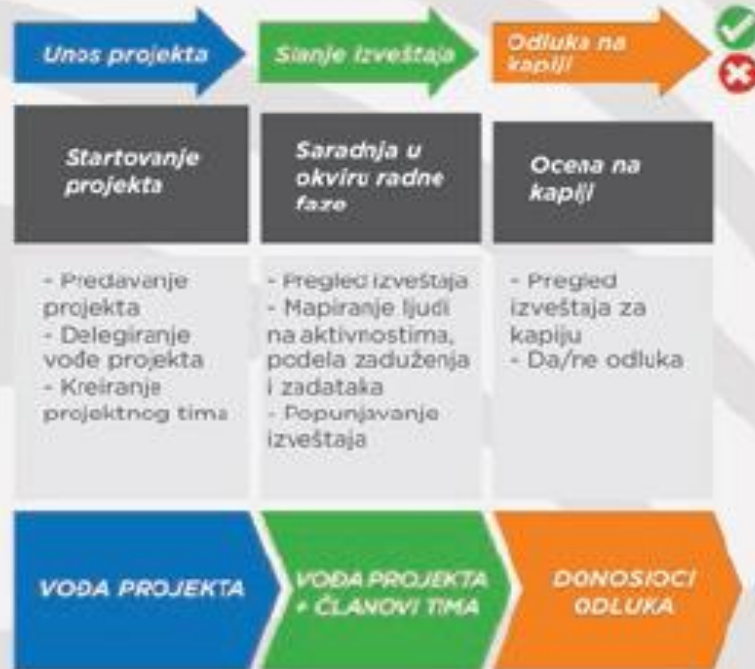 Unos projekta
Slanje izveštaja
Odluka na
kapiji
Startovanje
projekta
Saradnja u
okviru radne
faze
Ocena na
kapiji
- Predavanje
projekta
- Delegiranje
vođe projekta
- Kreiranje
projektnog tima
- Pregled izveštaja
- Mapiranje ljudi
na aktivnostima,
podela zaduženja
i zadataka
- Popunjavanje
izveštaja
- Pregled
izveštaja za
kapiju
- Da/ne odluka
VOĐA PROJEKTA
VOĐA PROJEKTA
+ ČLANOVI TIMA
DONOSIOCI
ODLUKA